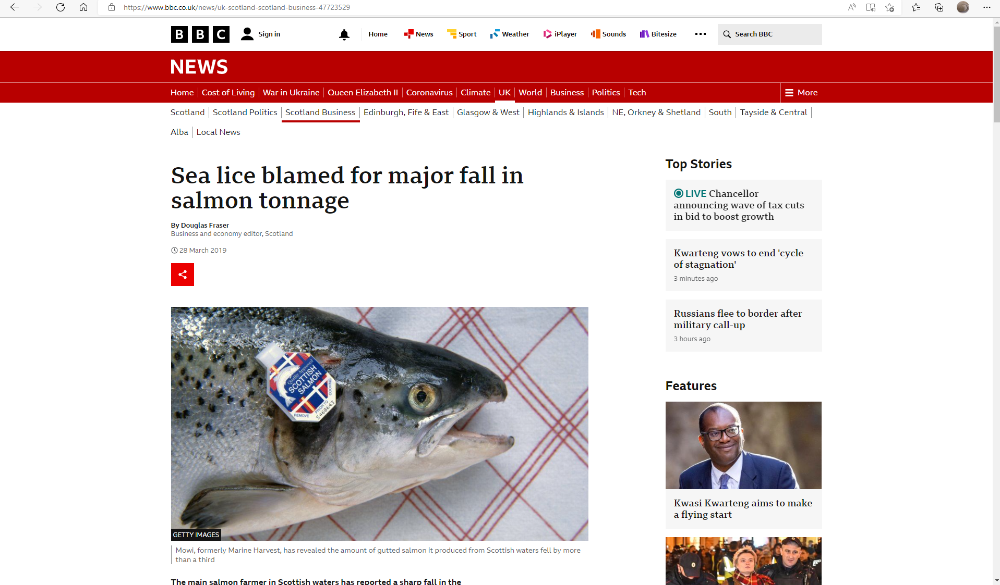 https://www.bbc.co.uk/news/uk-scotland-scotland-business-47723529
BBC
Sign in
Home
News
Sport
Weather
iPlayer
Sounds
Bitesize
Search BBC
NEWS
Home
Cost of Living
War in Ukraine
Queen Elizabeth II
Coronavirus
Climate
UK
World
Business
Politics
Tech
More
Scotland
Scotland Politics
Scotland Business
Edinburgh, Fife & East
Glasgow & West
Highlands & Islands
NE, Orkney & Shetland
South
Tayside & Central
Alba
Local News
Sea lice blamed for major fall in
salmon tonnage
By Douglas Fraser
Business and economy editor, Scotland
28 March 2019
Quality Approved
SCOTTISH
SALMON
REMOVE
PRIOR TO
COOKING
S468643
GETTY IMAGES
Mowi, formerly Marine Harvest, has revealed the amount of gutted salmon it produced from Scottish waters fell by more
than a third
The main salmon farmer in Scottish waters has reported a sharp fall in the
Top Stories
LIVE Chancellor
announcing wave of tax cuts
in bid to boost growth
Kwarteng vows to end 'cycle
of stagnation'
3 minutes ago
Russians flee to border after
military call-up
3 hours ago
Features
Kwasi Kwarteng aims to make
a flying start